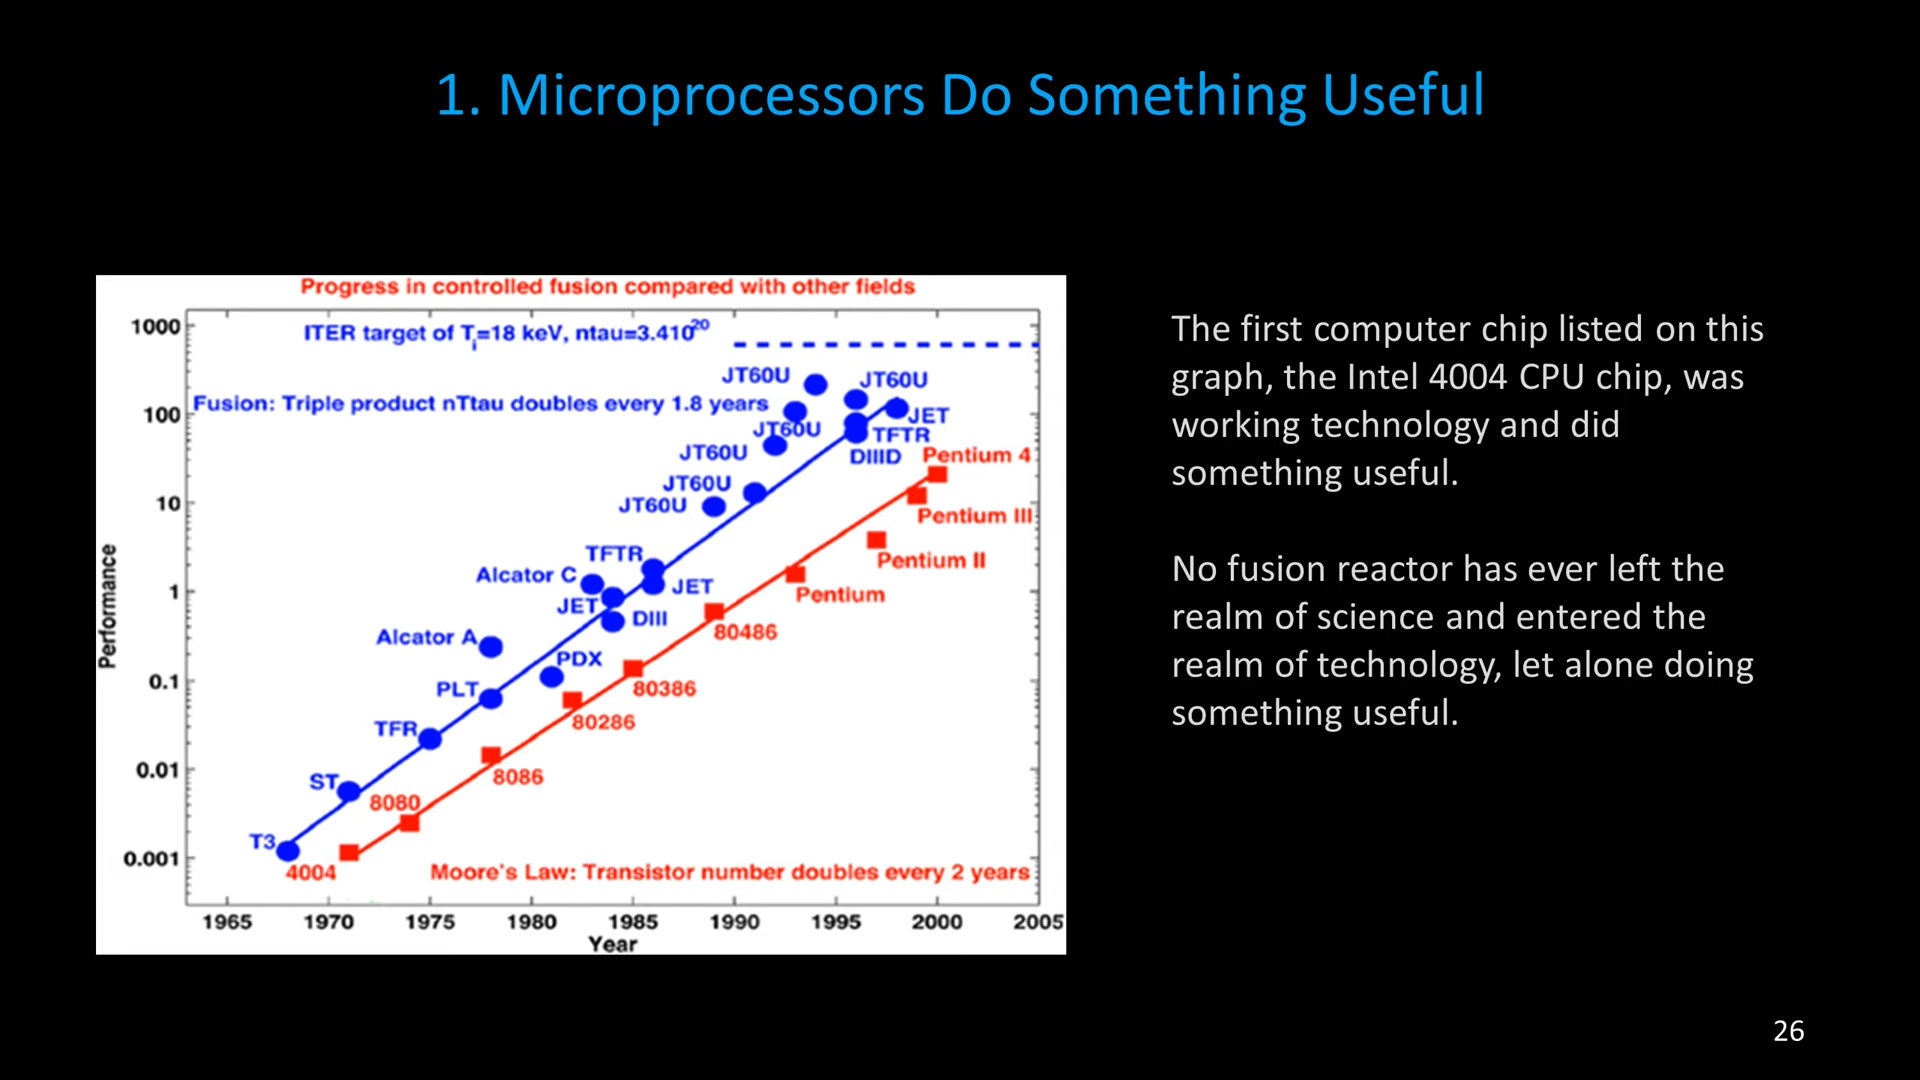 1. Microprocessors Do Something Useful
Progress in controlled fusion compared with other fields
ITER target of Ti=18 keV, ntau=3.410^20
Fusion: Triple product nTtau doubles every 1.8 years
Moore's Law: Transistor number doubles every 2 years
Performance
1000
100
10
1
0.1
0.01
0.001
1965
1970
1975
1980
1985
1990
1995
2000
2005
Year
T3
ST
TFR
PLT
Alcator A
PDX
Alcator C
JET
DIII
TFTR
JET
JT60U
JT60U
JT60U
JT60U
JT60U
JT60U
JET
TFTR
DIIID
4004
8080
8086
80286
80386
80486
Pentium
Pentium II
Pentium III
Pentium 4
The first computer chip listed on this
graph, the Intel 4004 CPU chip, was
working technology and did
something useful.
No fusion reactor has ever left the
realm of science and entered the
realm of technology, let alone doing
something useful.
26